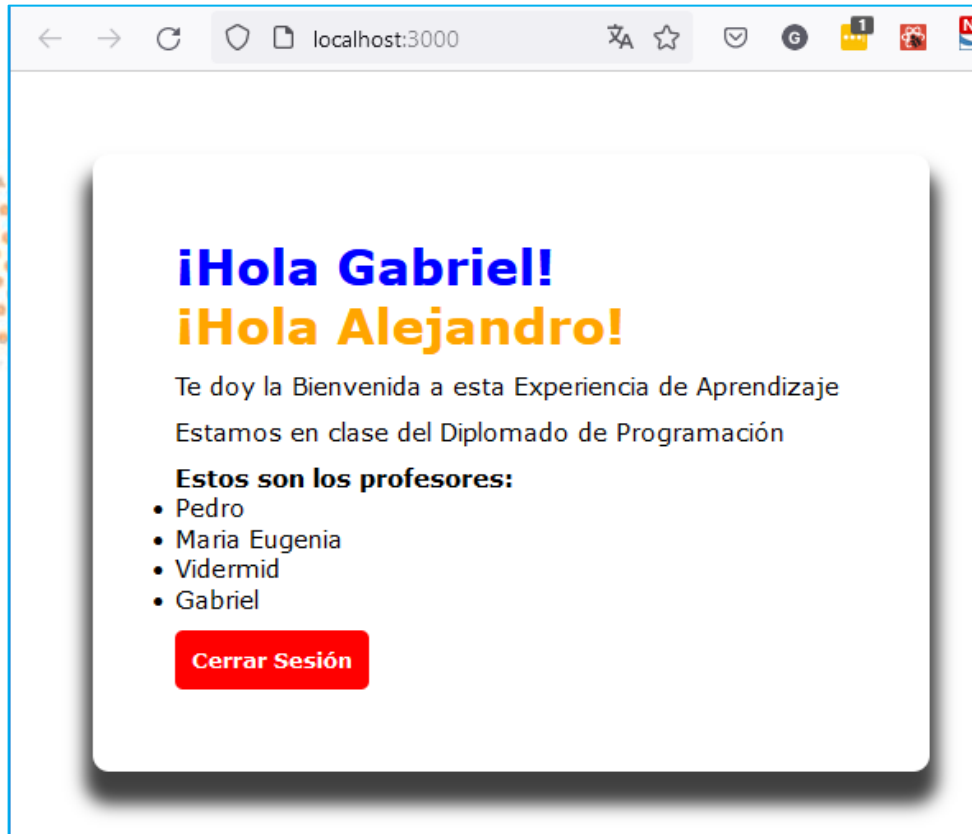 localhost:3000
G
1
N
¡Hola Gabriel!
¡Hola Alejandro!
Te doy la Bienvenida a esta Experiencia de Aprendizaje
Estamos en clase del Diplomado de Programación
Estos son los profesores:
• Pedro
• Maria Eugenia
• Vidermid
• Gabriel
Cerrar Sesión